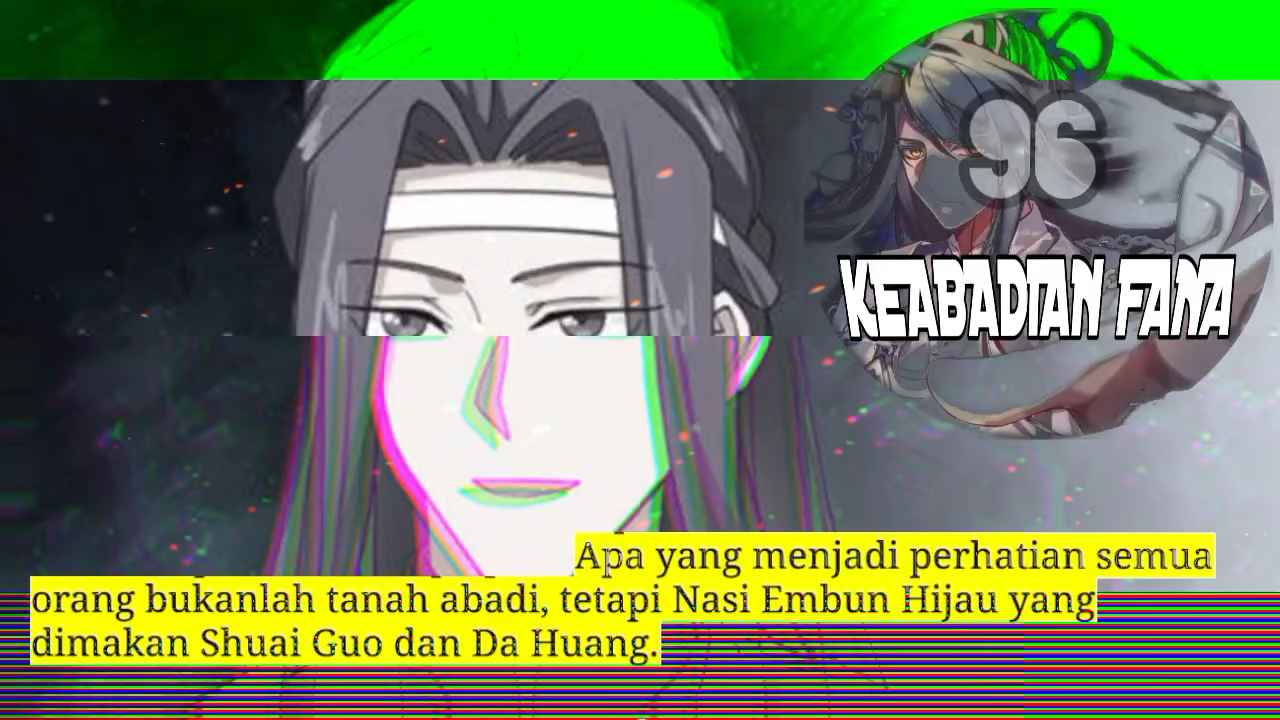 96
KEABADIAN FANA
Apa yang menjadi perhatian semua
orang bukanlah tanah abadi, tetapi Nasi Embun Hijau yang
dimakan Shuai Guo dan Da Huang.